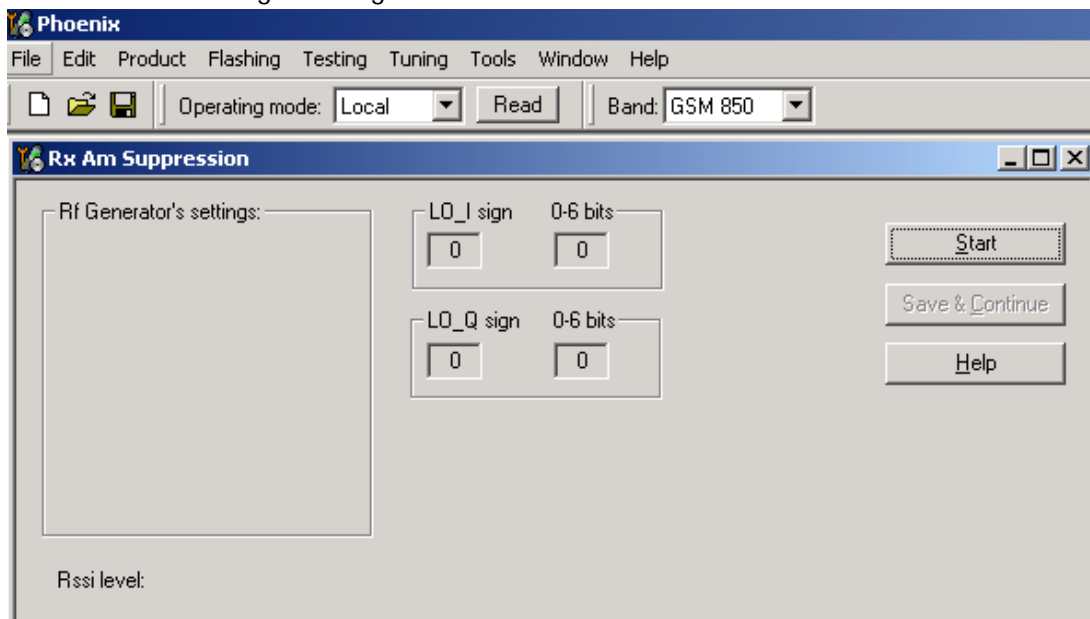 Phoenix
File Edit Product Flashing Testing Tuning Tools Window Help
Operating mode: Local Read Band: GSM 850
Rx Am Suppression
Rf Generator's settings:
LO_I sign 0-6 bits
0 0
LO_Q sign 0-6 bits
0 0
Start
Save & Continue
Help
Rssi level: